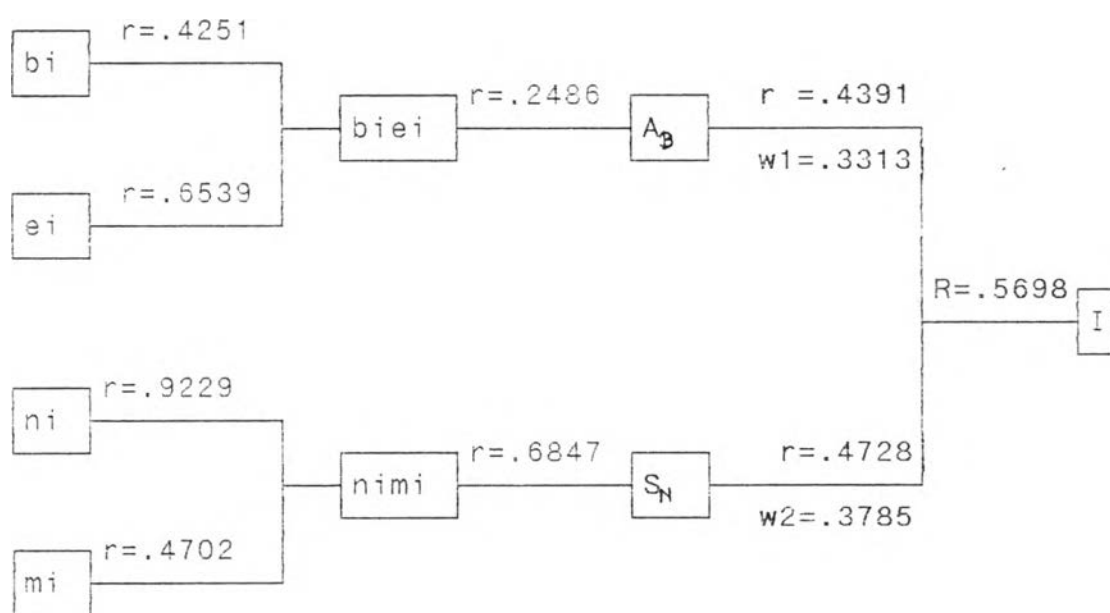 r=.4251
bi
biei
r=.2486
A_B
r =.4391
w1=.3313
r=.6539
ei
R=.5698
I
r=.9229
ni
nimi
r=.6847
S_N
r=.4728
w2=.3785
r=.4702
mi